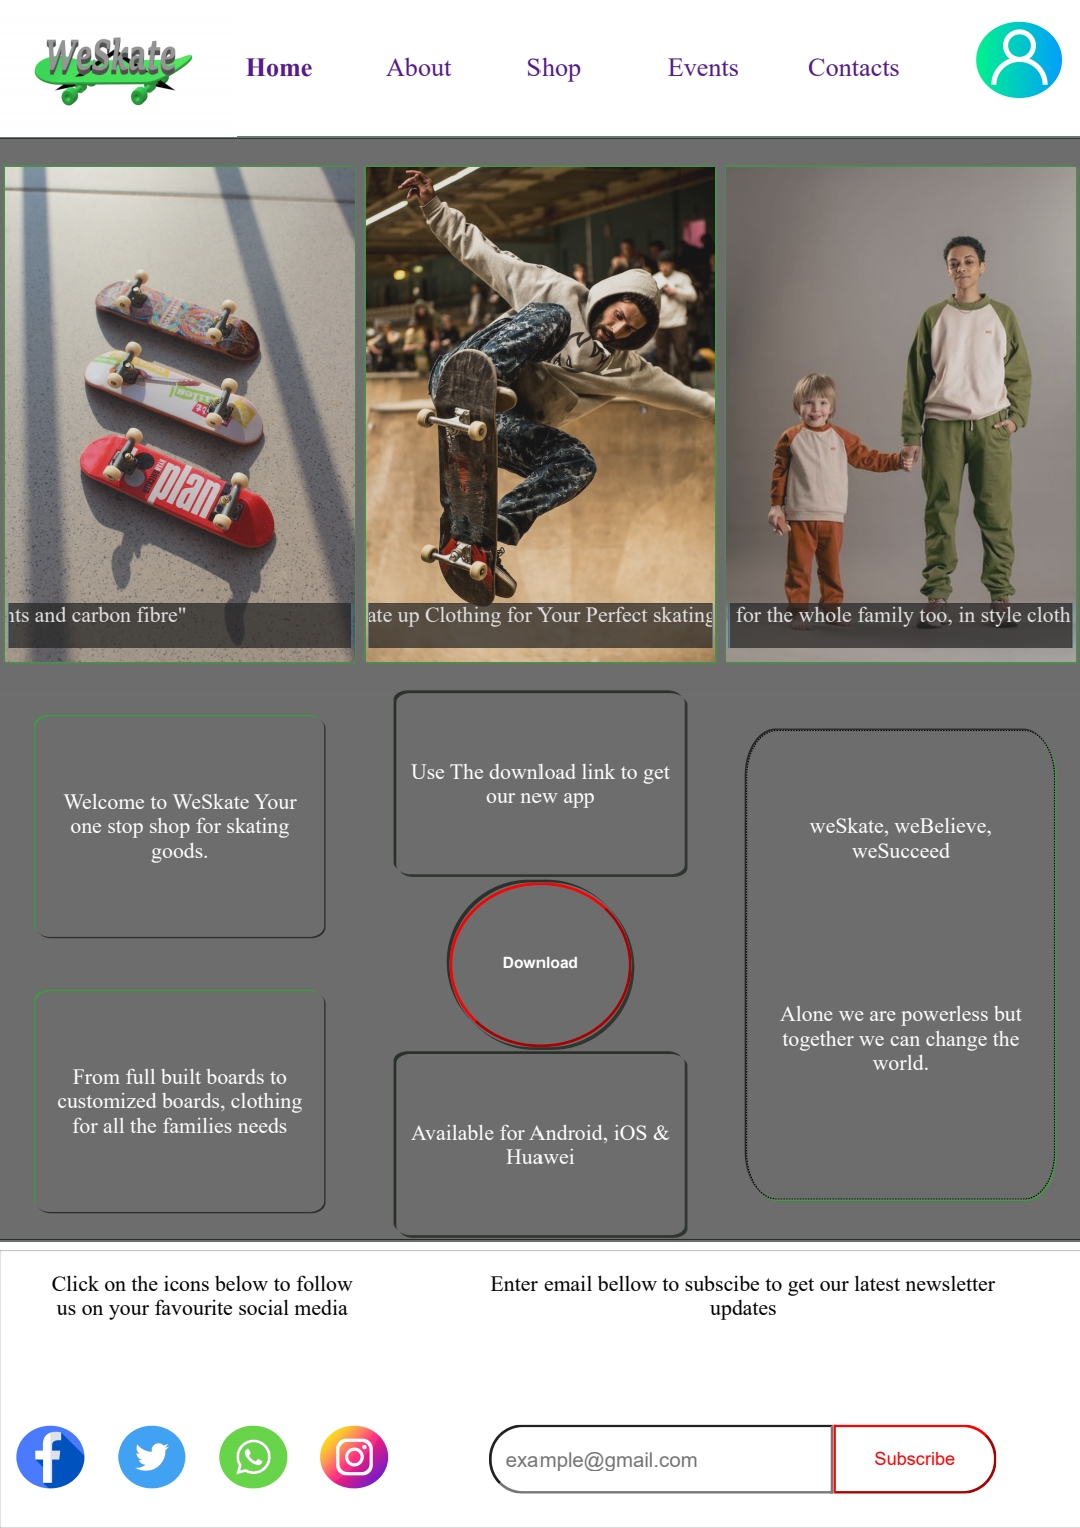 WeSkate
Home
About
Shop
Events
Contacts
plan
nts and carbon fibre"
ate up Clothing for Your Perfect skating
for the whole family too, in style cloth
Welcome to WeSkate Your
one stop shop for skating
goods.
From full built boards to
customized boards, clothing
for all the families needs
Use The download link to get
our new app
Download
Available for Android, iOS &
Huawei
weSkate, weBelieve,
weSucceed
Alone we are powerless but
together we can change the
world.
Click on the icons below to follow
us on your favourite social media
Enter email bellow to subscibe to get our latest newsletter
updates
example@gmail.com
Subscribe